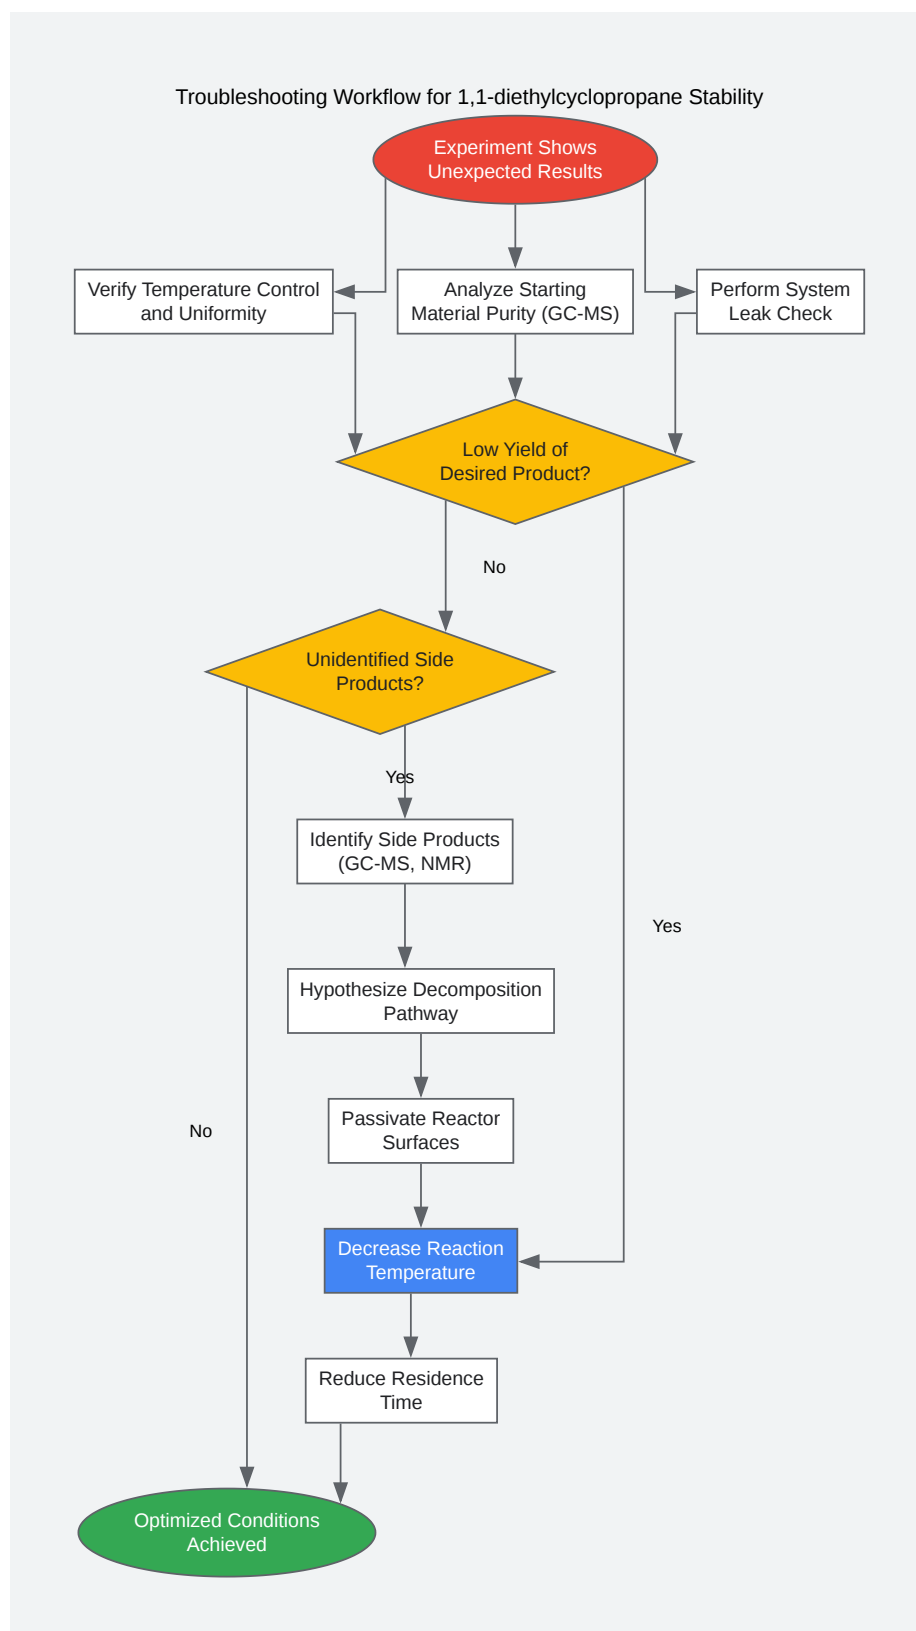 Troubleshooting Workflow for 1,1-diethylcyclopropane Stability
Experiment Shows
Unexpected Results
Verify Temperature Control
and Uniformity
Analyze Starting
Material Purity (GC-MS)
Perform System
Leak Check
Low Yield of
Desired Product?
No
Unidentified Side
Products?
Yes
Identify Side Products
(GC-MS, NMR)
Yes
Hypothesize Decomposition
Pathway
Passivate Reactor
Surfaces
No
Decrease Reaction
Temperature
Reduce Residence
Time
Optimized Conditions
Achieved